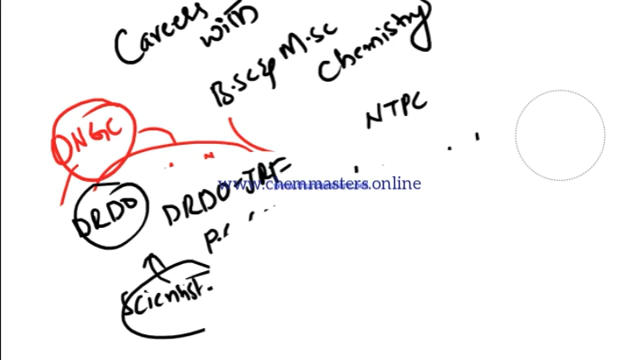 Careers
with
B.Sc & M.Sc
Chemistry
NTPC
ONGC
DRDO DRDO JRF
www.chemmasters.online
Scientist.